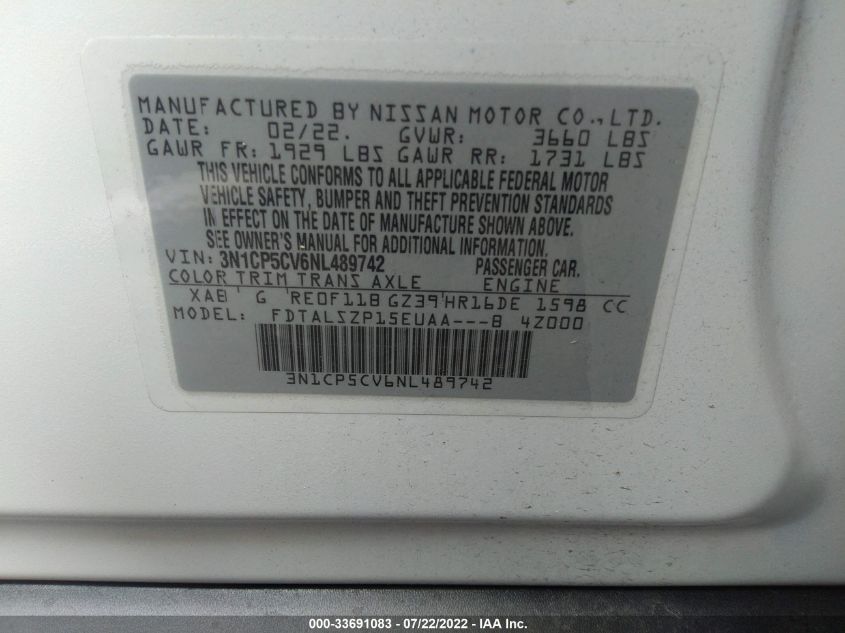 MANUFACTURED BY NISSAN MOTOR CO., LTD.
DATE: 02/22. GVWR: 3660 LBS
GAWR FR: 1929 LBS GAWR RR: 1731 LBS
THIS VEHICLE CONFORMS TO ALL APPLICABLE FEDERAL MOTOR
VEHICLE SAFETY, BUMPER AND THEFT PREVENTION STANDARDS
IN EFFECT ON THE DATE OF MANUFACTURE SHOWN ABOVE.
SEE OWNER'S MANUAL FOR ADDITIONAL INFORMATION.
VIN: 3N1CP5CV6NL489742 PASSENGER CAR.
COLOR TRIM TRANS AXLE ENGINE
XAB G RE0F11B GZ39 HR16DE 1598 CC
MODEL: FDTALSZP15EUAA---B 4Z000
3N1CP5CV6NL489742
000-33691083 - 07/22/2022 - IAA Inc.